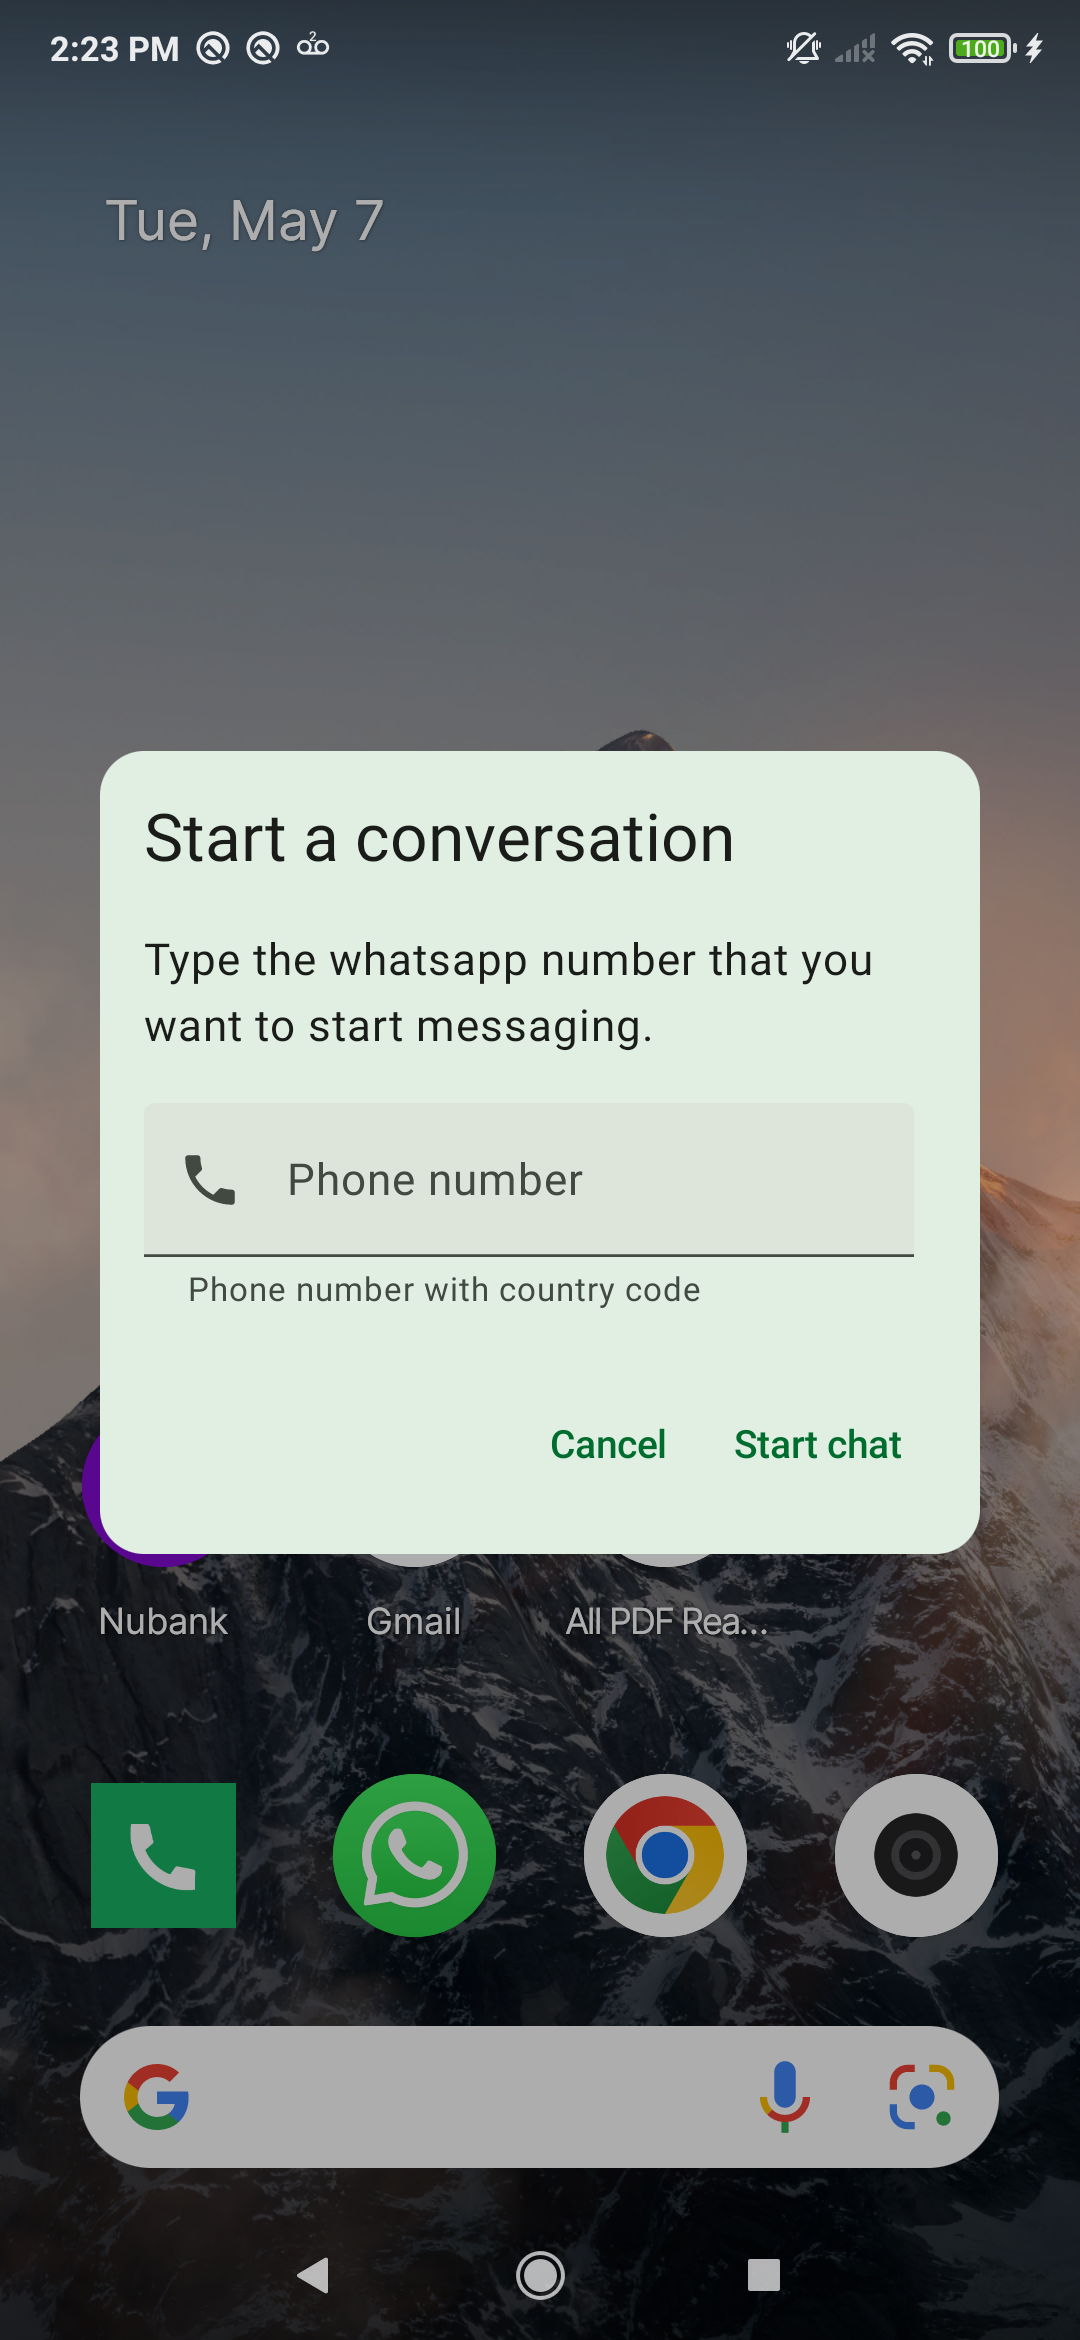 2:23 PM
2
100
Tue, May 7
Start a conversation
Type the whatsapp number that you
want to start messaging.
Phone number
Phone number with country code
Cancel Start chat
Nubank Gmail All PDF Rea...